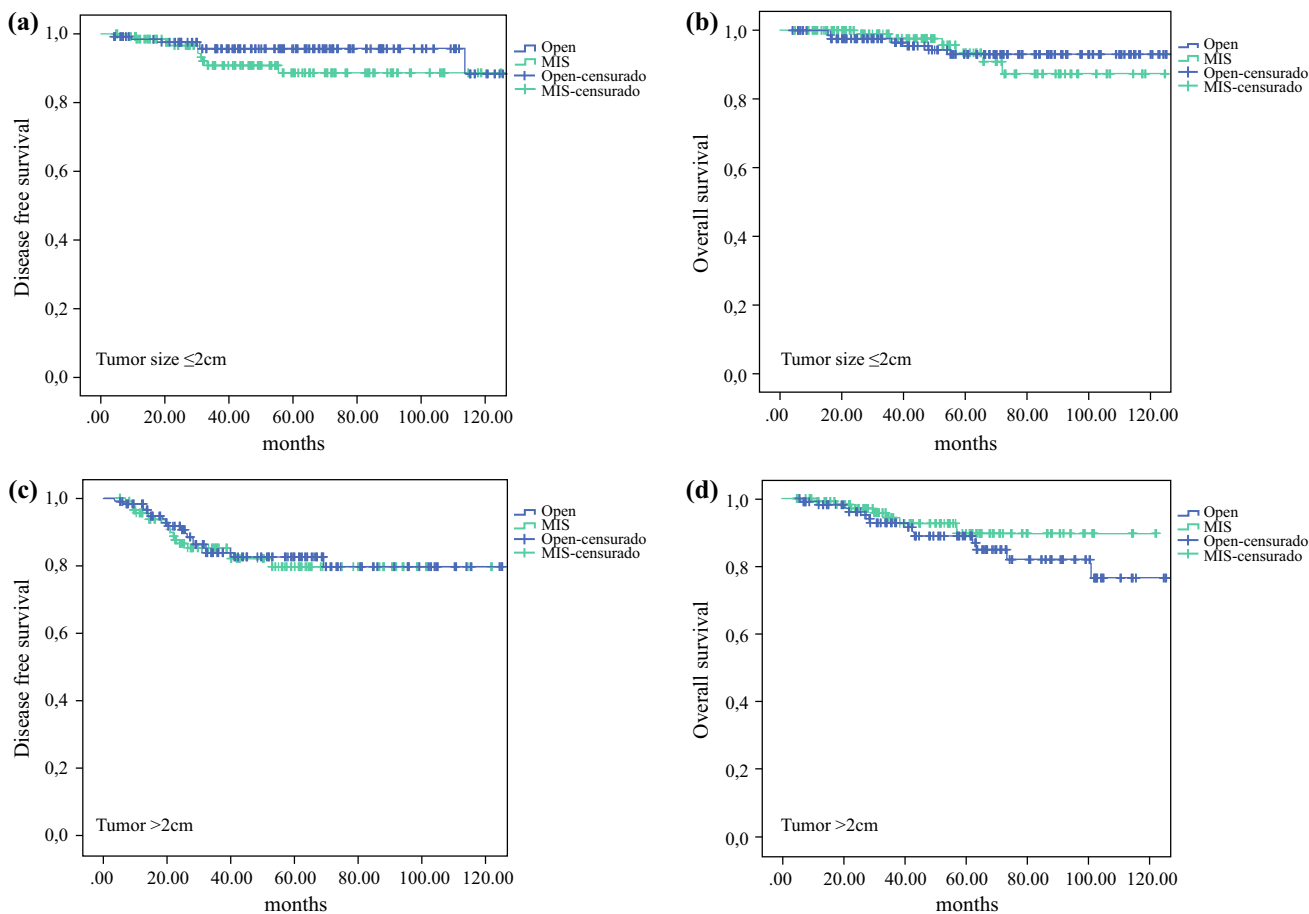 (a)
1,0
0,8
0,6
0,4
0,2
0,0
Disease free survival
Tumor size ≤2cm
.00 20.00 40.00 60.00 80.00 100.00 120.00
months
Open
MIS
Open-censurado
MIS-censurado
(b)
1,0
0,8
0,6
0,4
0,2
0,0
Overall survival
Tumor size ≤2cm
.00 20.00 40.00 60.00 80.00 100.00 120.00
months
Open
MIS
Open-censurado
MIS-censurado
(c)
1,0
0,8
0,6
0,4
0,2
0,0
Disease free survival
Tumor >2cm
.00 20.00 40.00 60.00 80.00 100.00 120.00
months
Open
MIS
Open-censurado
MIS-censurado
(d)
1,0
0,8
0,6
0,4
0,2
0,0
Overall survival
Tumor >2cm
.00 20.00 40.00 60.00 80.00 100.00 120.00
months
Open
MIS
Open-censurado
MIS-censurado